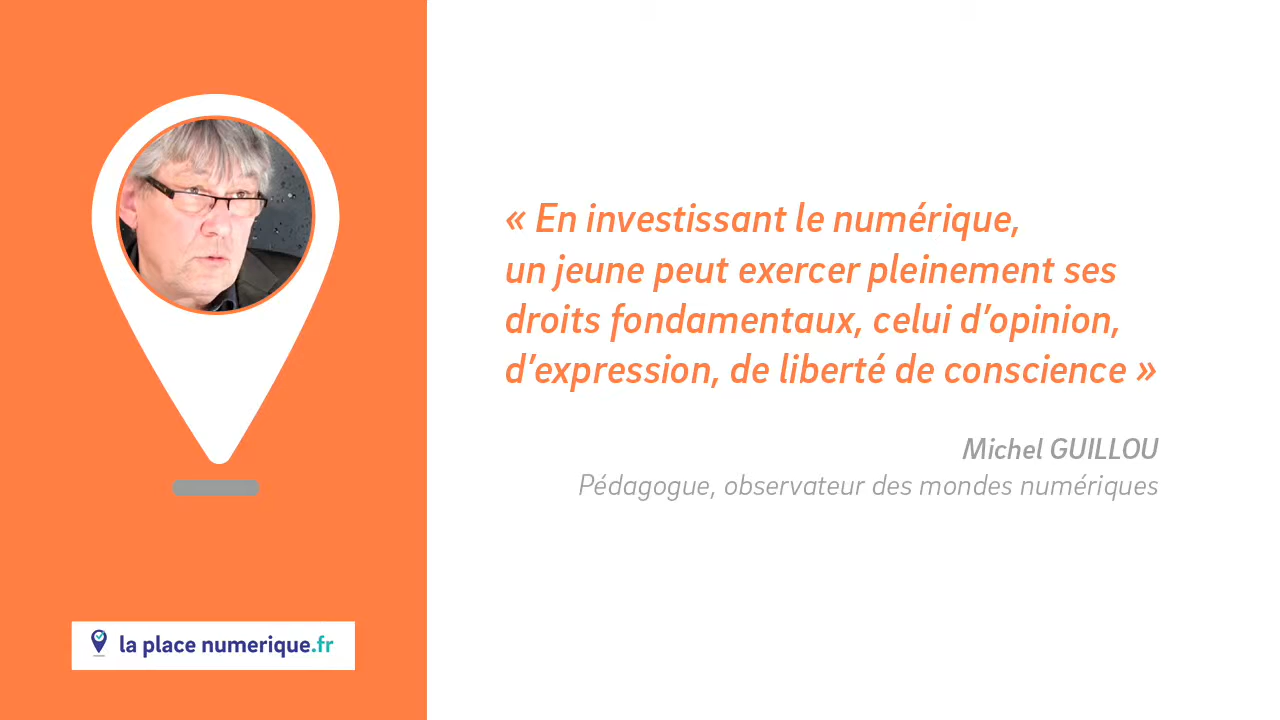 « En investissant le numérique,
un jeune peut exercer pleinement ses
droits fondamentaux, celui d’opinion,
d’expression, de liberté de conscience »
Michel GUILLOU
Pédagogue, observateur des mondes numériques
la place numerique.fr